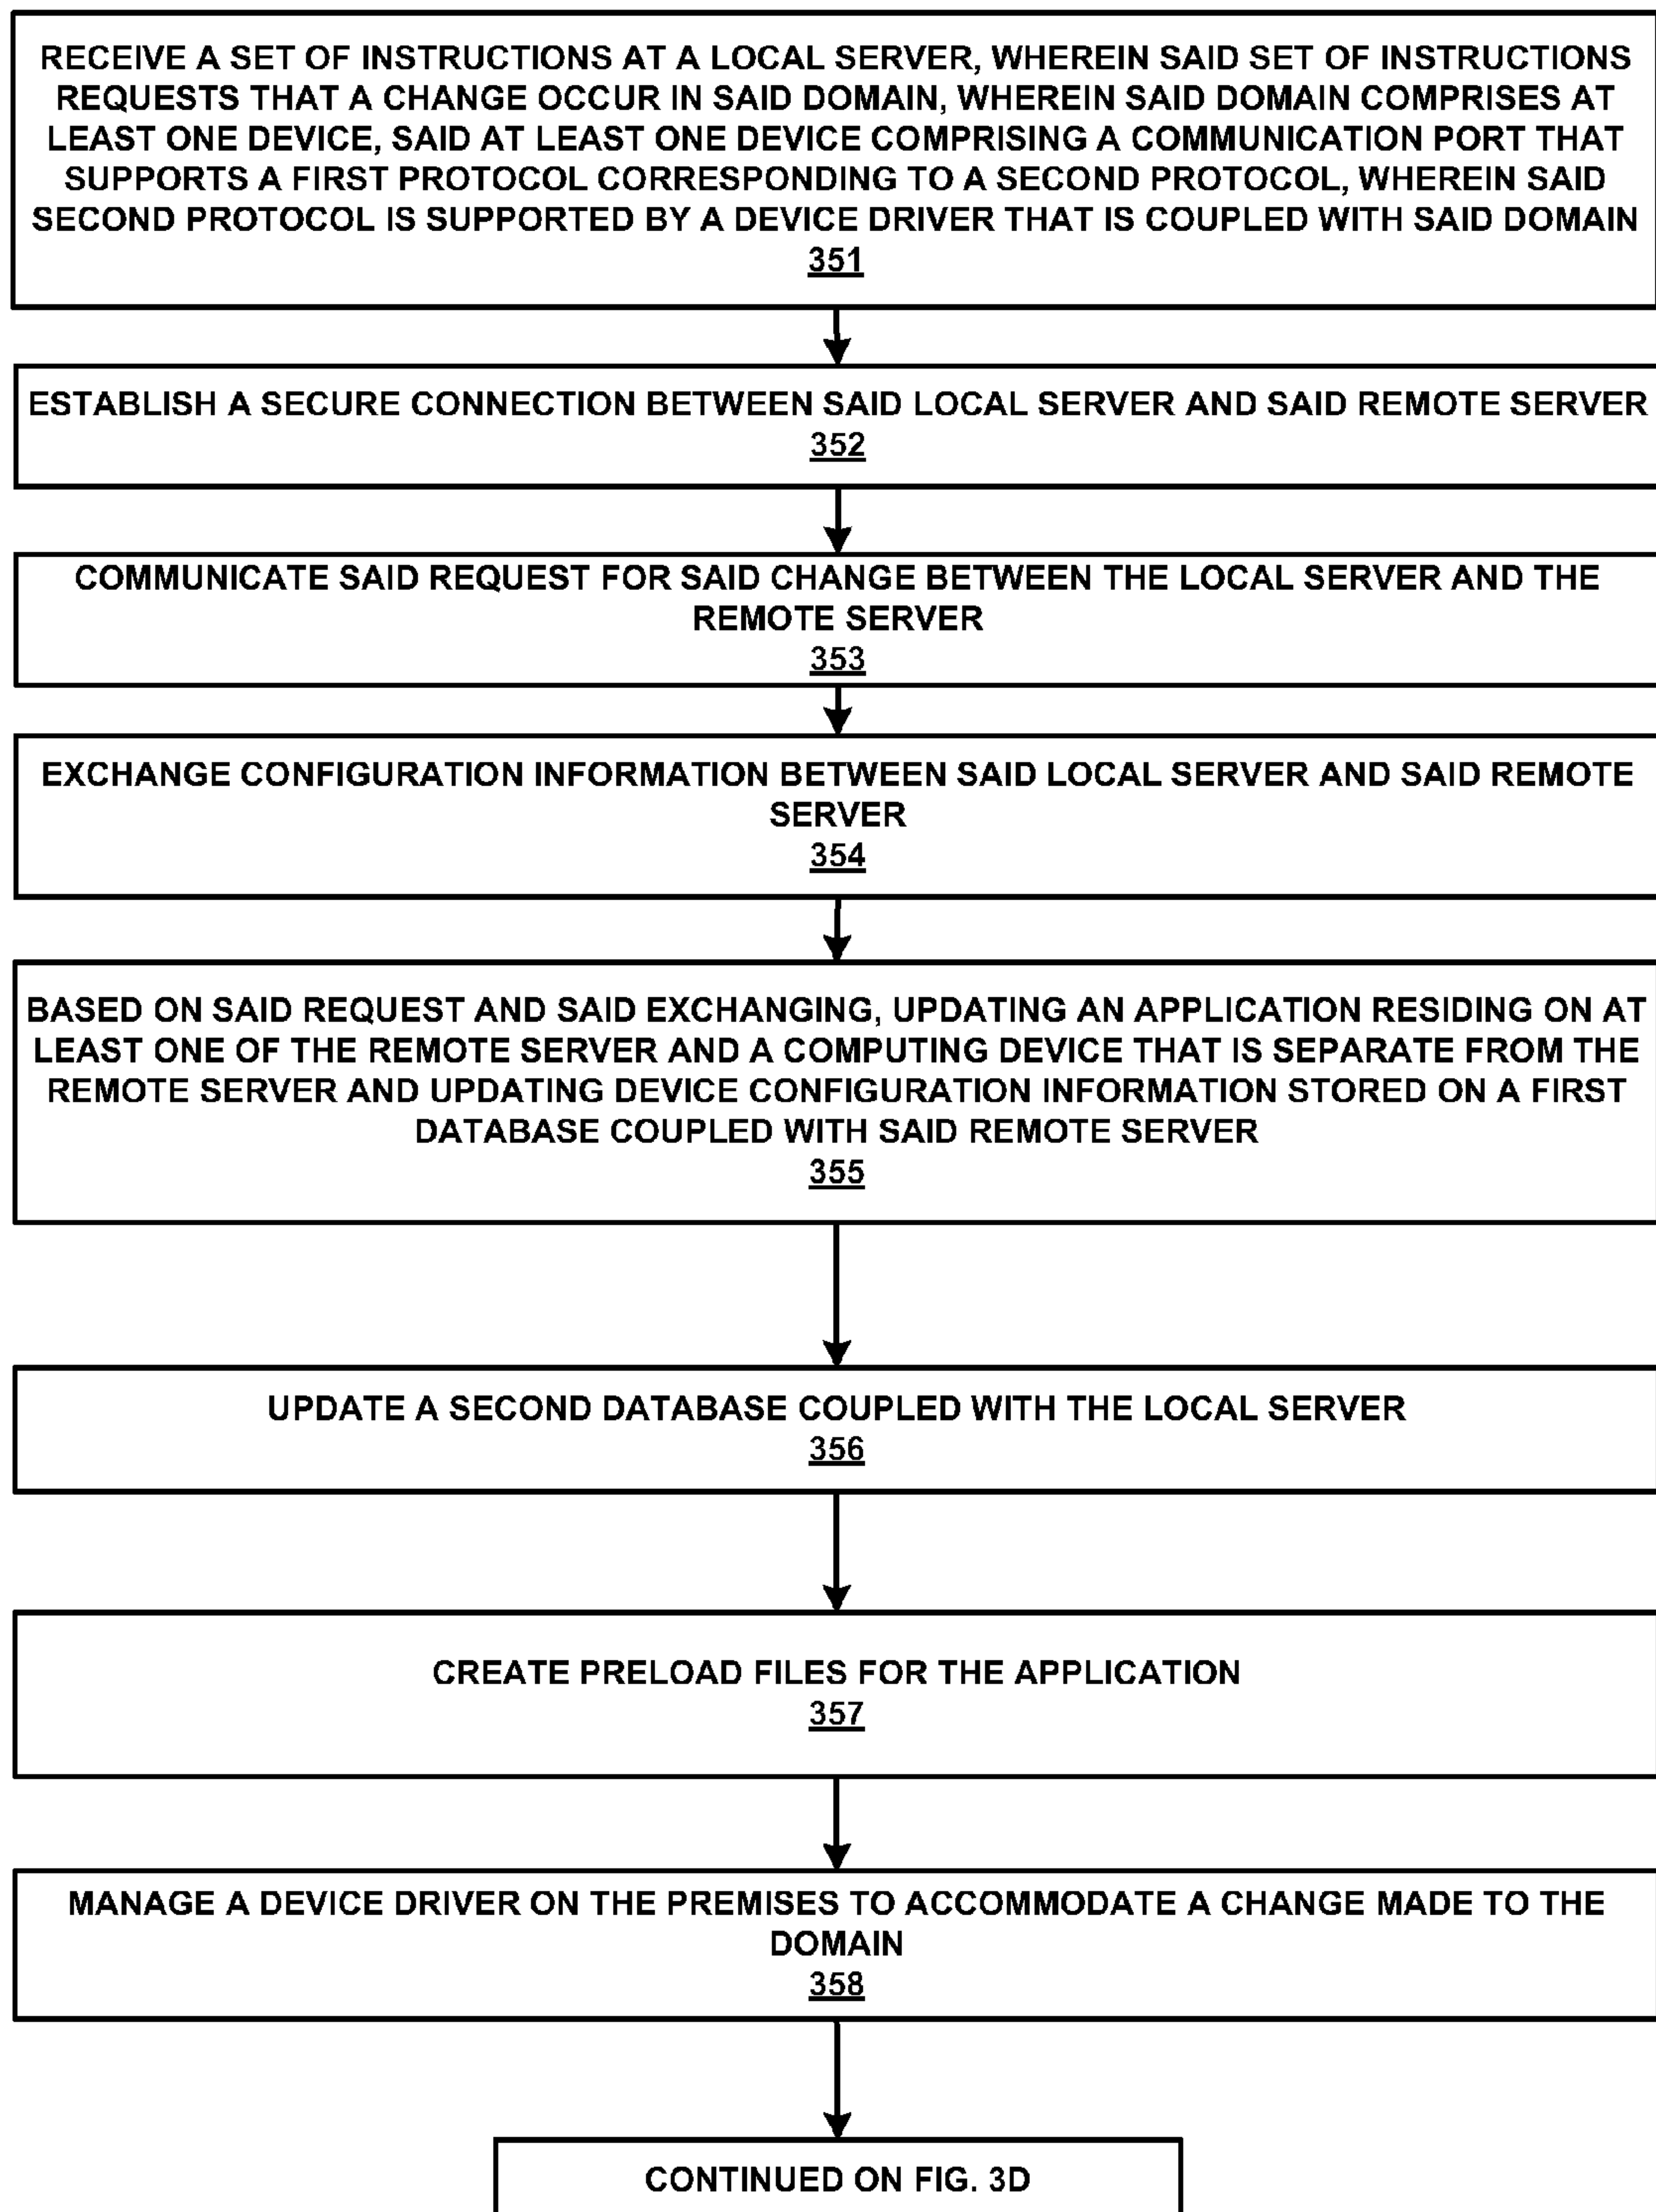 RECEIVE A SET OF INSTRUCTIONS AT A LOCAL SERVER, WHEREIN SAID SET OF INSTRUCTIONS
REQUESTS THAT A CHANGE OCCUR IN SAID DOMAIN, WHEREIN SAID DOMAIN COMPRISES AT
LEAST ONE DEVICE, SAID AT LEAST ONE DEVICE COMPRISING A COMMUNICATION PORT THAT
SUPPORTS A FIRST PROTOCOL CORRESPONDING TO A SECOND PROTOCOL, WHEREIN SAID
SECOND PROTOCOL IS SUPPORTED BY A DEVICE DRIVER THAT IS COUPLED WITH SAID DOMAIN
351
ESTABLISH A SECURE CONNECTION BETWEEN SAID LOCAL SERVER AND SAID REMOTE SERVER
352
COMMUNICATE SAID REQUEST FOR SAID CHANGE BETWEEN THE LOCAL SERVER AND THE
REMOTE SERVER
353
EXCHANGE CONFIGURATION INFORMATION BETWEEN SAID LOCAL SERVER AND SAID REMOTE
SERVER
354
BASED ON SAID REQUEST AND SAID EXCHANGING, UPDATING AN APPLICATION RESIDING ON AT
LEAST ONE OF THE REMOTE SERVER AND A COMPUTING DEVICE THAT IS SEPARATE FROM THE
REMOTE SERVER AND UPDATING DEVICE CONFIGURATION INFORMATION STORED ON A FIRST
DATABASE COUPLED WITH SAID REMOTE SERVER
355
UPDATE A SECOND DATABASE COUPLED WITH THE LOCAL SERVER
356
CREATE PRELOAD FILES FOR THE APPLICATION
357
MANAGE A DEVICE DRIVER ON THE PREMISES TO ACCOMMODATE A CHANGE MADE TO THE
DOMAIN
358
CONTINUED ON FIG. 3D